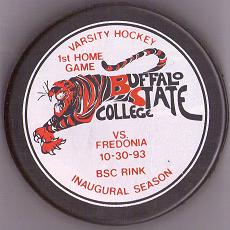 VARSITY HOCKEY
1st HOME
GAME
BUFFALO
STATE
COLLEGE
VS.
FREDONIA
10-30-93
BSC RINK
INAUGURAL SEASON